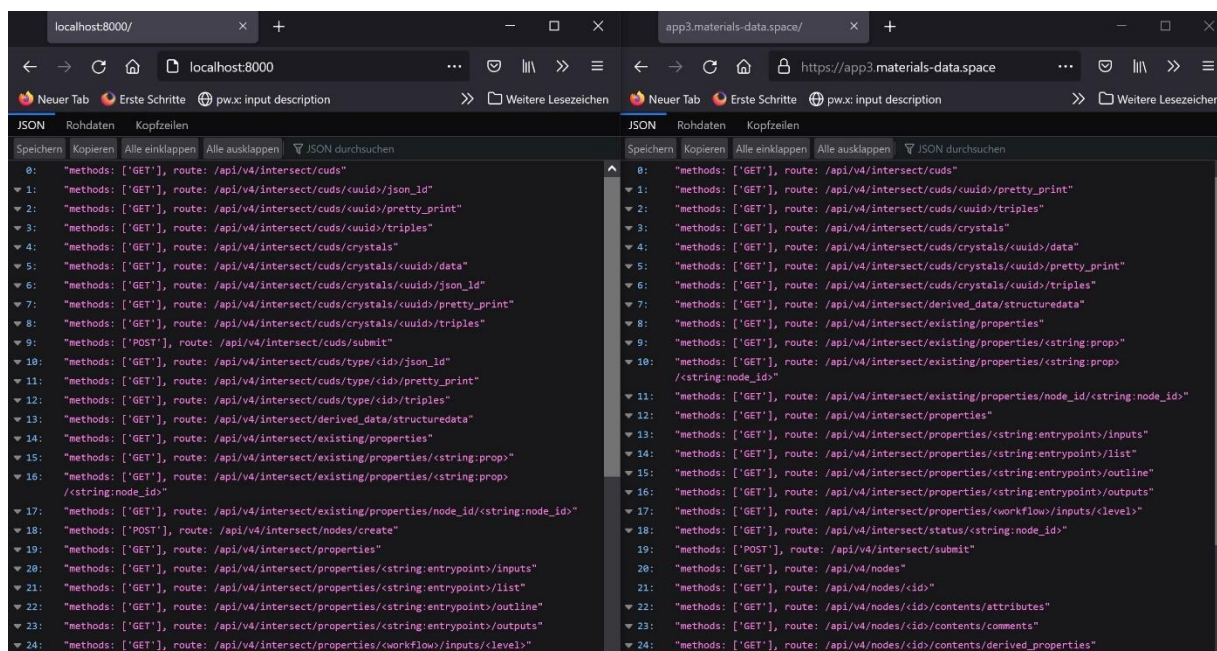 localhost:8000/
localhost:8000
Neuer Tab Erste Schritte pw.x: input description Weitere Lesezeichen
JSON Rohdaten Kopfzeilen
Speichern Kopieren Alle einklappen Alle ausklappen JSON durchsuchen
0: "methods: ['GET'], route: /api/v4/intersect/cuds"
1: "methods: ['GET'], route: /api/v4/intersect/cuds/<uuid>/json_ld"
2: "methods: ['GET'], route: /api/v4/intersect/cuds/<uuid>/pretty_print"
3: "methods: ['GET'], route: /api/v4/intersect/cuds/<uuid>/triples"
4: "methods: ['GET'], route: /api/v4/intersect/cuds/crystals"
5: "methods: ['GET'], route: /api/v4/intersect/cuds/crystals/<uuid>/data"
6: "methods: ['GET'], route: /api/v4/intersect/cuds/crystals/<uuid>/json_ld"
7: "methods: ['GET'], route: /api/v4/intersect/cuds/crystals/<uuid>/pretty_print"
8: "methods: ['GET'], route: /api/v4/intersect/cuds/crystals/<uuid>/triples"
9: "methods: ['POST'], route: /api/v4/intersect/cuds/submit"
10: "methods: ['GET'], route: /api/v4/intersect/cuds/type/<id>/json_ld"
11: "methods: ['GET'], route: /api/v4/intersect/cuds/type/<id>/pretty_print"
12: "methods: ['GET'], route: /api/v4/intersect/cuds/type/<id>/triples"
13: "methods: ['GET'], route: /api/v4/intersect/derived_data/structuredata"
14: "methods: ['GET'], route: /api/v4/intersect/existing/properties"
15: "methods: ['GET'], route: /api/v4/intersect/existing/properties/<string:prop>"
16: "methods: ['GET'], route: /api/v4/intersect/existing/properties/<string:prop>
/<string:node_id>"
17: "methods: ['GET'], route: /api/v4/intersect/existing/properties/node_id/<string:node_id>"
18: "methods: ['POST'], route: /api/v4/intersect/nodes/create"
19: "methods: ['GET'], route: /api/v4/intersect/properties"
20: "methods: ['GET'], route: /api/v4/intersect/properties/<string:entrypoint>/inputs"
21: "methods: ['GET'], route: /api/v4/intersect/properties/<string:entrypoint>/list"
22: "methods: ['GET'], route: /api/v4/intersect/properties/<string:entrypoint>/outline"
23: "methods: ['GET'], route: /api/v4/intersect/properties/<string:entrypoint>/outputs"
24: "methods: ['GET'], route: /api/v4/intersect/properties/<workflow>/inputs/<level>"
app3.materials-data.space/
https://app3.materials-data.space
Neuer Tab Erste Schritte pw.x: input description Weitere Lesezeichen
JSON Rohdaten Kopfzeilen
Speichern Kopieren Alle einklappen Alle ausklappen JSON durchsuchen
0: "methods: ['GET'], route: /api/v4/intersect/cuds"
1: "methods: ['GET'], route: /api/v4/intersect/cuds/<uuid>/pretty_print"
2: "methods: ['GET'], route: /api/v4/intersect/cuds/<uuid>/triples"
3: "methods: ['GET'], route: /api/v4/intersect/cuds/crystals"
4: "methods: ['GET'], route: /api/v4/intersect/cuds/crystals/<uuid>/data"
5: "methods: ['GET'], route: /api/v4/intersect/cuds/crystals/<uuid>/pretty_print"
6: "methods: ['GET'], route: /api/v4/intersect/cuds/crystals/<uuid>/triples"
7: "methods: ['GET'], route: /api/v4/intersect/derived_data/structuredata"
8: "methods: ['GET'], route: /api/v4/intersect/existing/properties"
9: "methods: ['GET'], route: /api/v4/intersect/existing/properties/<string:prop>"
10: "methods: ['GET'], route: /api/v4/intersect/existing/properties/<string:prop>
/<string:node_id>"
11: "methods: ['GET'], route: /api/v4/intersect/existing/properties/node_id/<string:node_id>"
12: "methods: ['GET'], route: /api/v4/intersect/properties"
13: "methods: ['GET'], route: /api/v4/intersect/properties/<string:entrypoint>/inputs"
14: "methods: ['GET'], route: /api/v4/intersect/properties/<string:entrypoint>/list"
15: "methods: ['GET'], route: /api/v4/intersect/properties/<string:entrypoint>/outline"
16: "methods: ['GET'], route: /api/v4/intersect/properties/<string:entrypoint>/outputs"
17: "methods: ['GET'], route: /api/v4/intersect/properties/<workflow>/inputs/<level>"
18: "methods: ['GET'], route: /api/v4/intersect/status/<string:node_id>"
19: "methods: ['POST'], route: /api/v4/intersect/submit"
20: "methods: ['GET'], route: /api/v4/nodes"
21: "methods: ['GET'], route: /api/v4/nodes/<id>"
22: "methods: ['GET'], route: /api/v4/nodes/<id>/contents/attributes"
23: "methods: ['GET'], route: /api/v4/nodes/<id>/contents/comments"
24: "methods: ['GET'], route: /api/v4/nodes/<id>/contents/derived_properties"